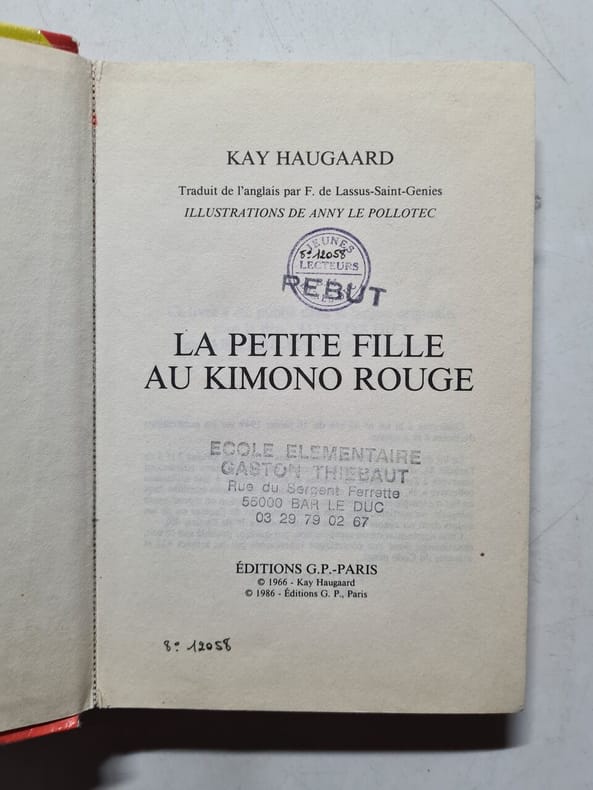 KAY HAUGAARD
Traduit de l'anglais par F. de Lassus-Saint-Genies
ILLUSTRATIONS DE ANNY LE POLLOTEC
JEUNES
8° 12058
LECTEURS
REBUT
LA PETITE FILLE
AU KIMONO ROUGE
ECOLE ELEMENTAIRE
GASTON THIEBAUT
Rue du Sergent Ferrette
55000 BAR LE DUC
03 29 79 02 67
ÉDITIONS G.P.-PARIS
© 1966 - Kay Haugaard
© 1986 - Éditions G. P., Paris
8° 12058